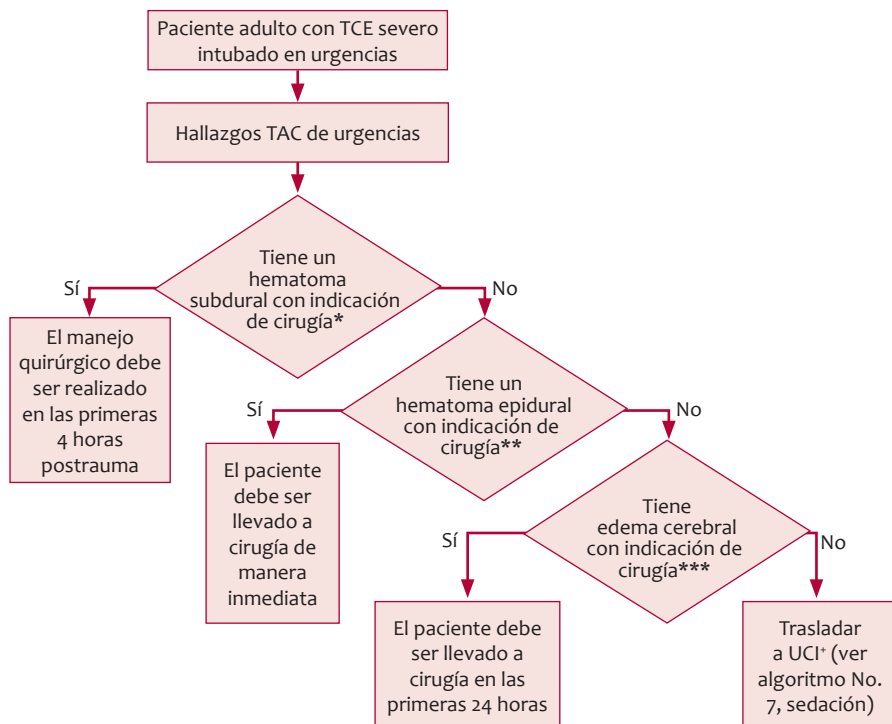 Paciente adulto con TCE severo
intubado en urgencias
Hallazgos TAC de urgencias
Tiene un
hematoma
subdural con indicación
de cirugía*
Sí
No
El manejo
quirúrgico debe
ser realizado
en las primeras
4 horas
postrauma
Tiene un
hematoma epidural
con indicación de
cirugía**
Sí
No
El paciente
debe ser
llevado a
cirugía de
manera
inmediata
Tiene
edema cerebral
con indicación de
cirugía***
Sí
No
El paciente debe
ser llevado a
cirugía en las
primeras 24 horas
Trasladar
a UCI⁺ (ver
algoritmo No.
7, sedación)